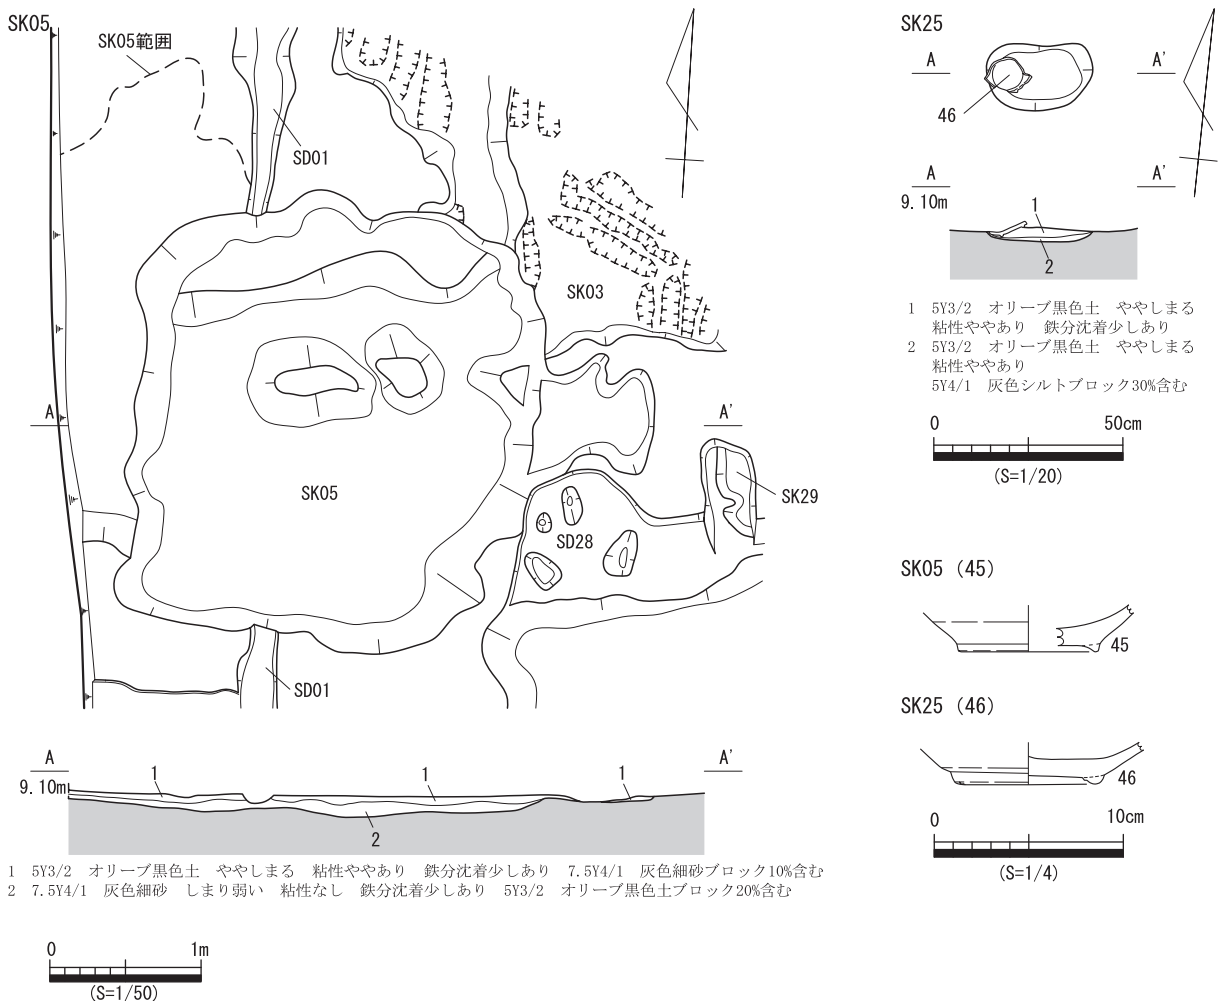 SK05
SK05範囲
SD01
SK03
A
A'
SK05
SK29
SD28
SD01
A
A'
9.10m
1
1
1
2
1 5Y3/2 オリーブ黒色土 ややしまる 粘性ややあり 鉄分沈着少しあり 7.5Y4/1 灰色細砂ブロック10%含む
2 7.5Y4/1 灰色細砂 しまり弱い 粘性なし 鉄分沈着少しあり 5Y3/2 オリーブ黒色土ブロック20%含む
0 1m
(S=1/50)
SK25
A
A'
46
A
A'
9.10m
1
2
1 5Y3/2 オリーブ黒色土 ややしまる
粘性ややあり 鉄分沈着少しあり
2 5Y3/2 オリーブ黒色土 ややしまる
粘性ややあり
5Y4/1 灰色シルトブロック30%含む
0 50cm
(S=1/20)
SK05（45）
45
SK25（46）
46
0 10cm
(S=1/4)